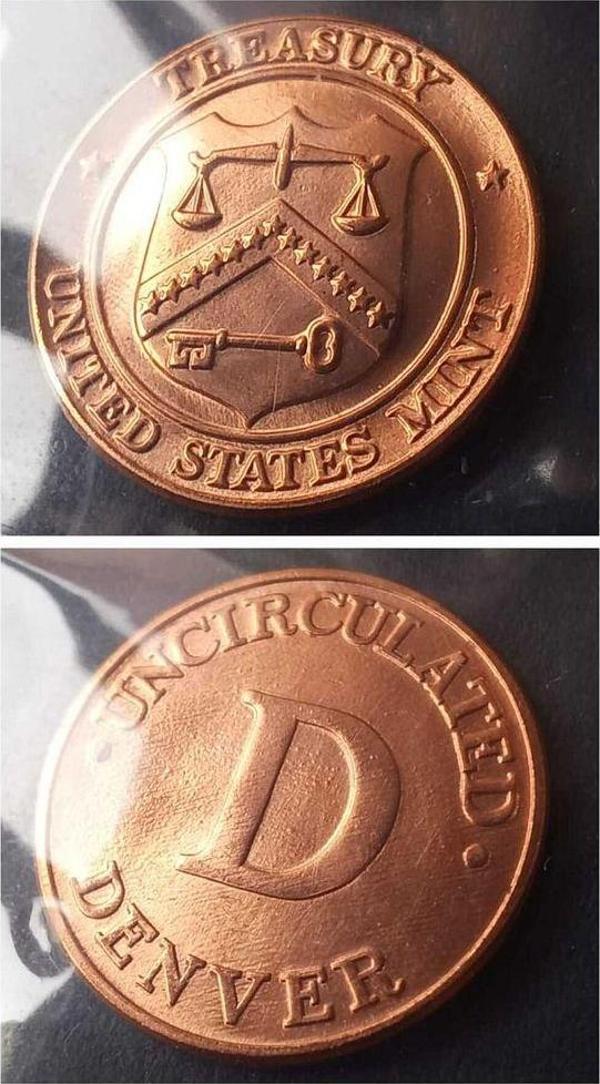 TREASURY
UNITED STATES MINT
UNCIRCULATED
D
DENVER